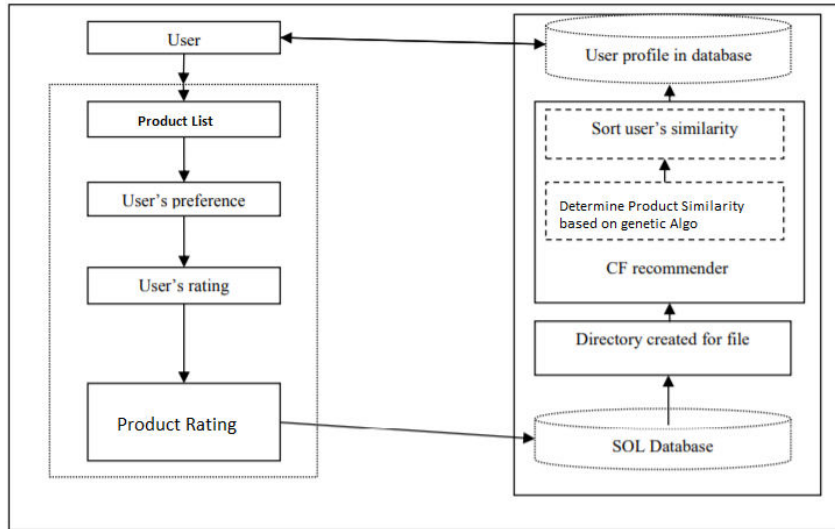 User
Product List
User's preference
User's rating
Product Rating
User profile in database
Sort user's similarity
Determine Product Similarity
based on genetic Algo
CF recommender
Directory created for file
SOL Database